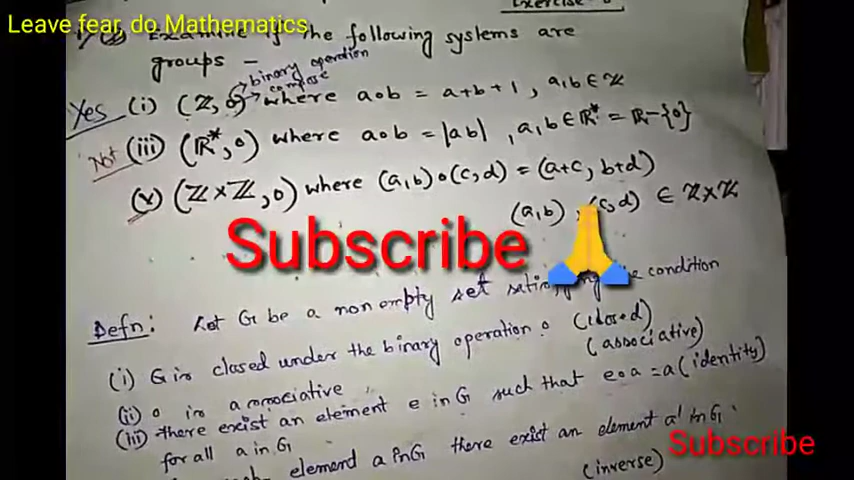 Exercise
Leave fear, do Mathematics
Examine if the following systems are
groups –
binary operation
compose
Yes (i) (ℤ, o) where aob = a+b+1, a,b ∈ ℤ
Not (iii) (ℝ*, o) where aob = |ab|, a,b ∈ ℝ* = ℝ-{0}
(v) (ℤ×ℤ, o) where (a,b)o(c,d) = (a+c, b+d)
(a,b), (c,d) ∈ ℤ×ℤ
Subscribe 🙏
Defn: Let G be a non empty set satisfying the condition
(i) G is closed under the binary operation o (closed)
(ii) o is associative (associative)
(iii) there exist an element e in G such that eoa = a (identity)
for all a in G
element a in G there exist an element a' in G
(inverse)
Subscribe